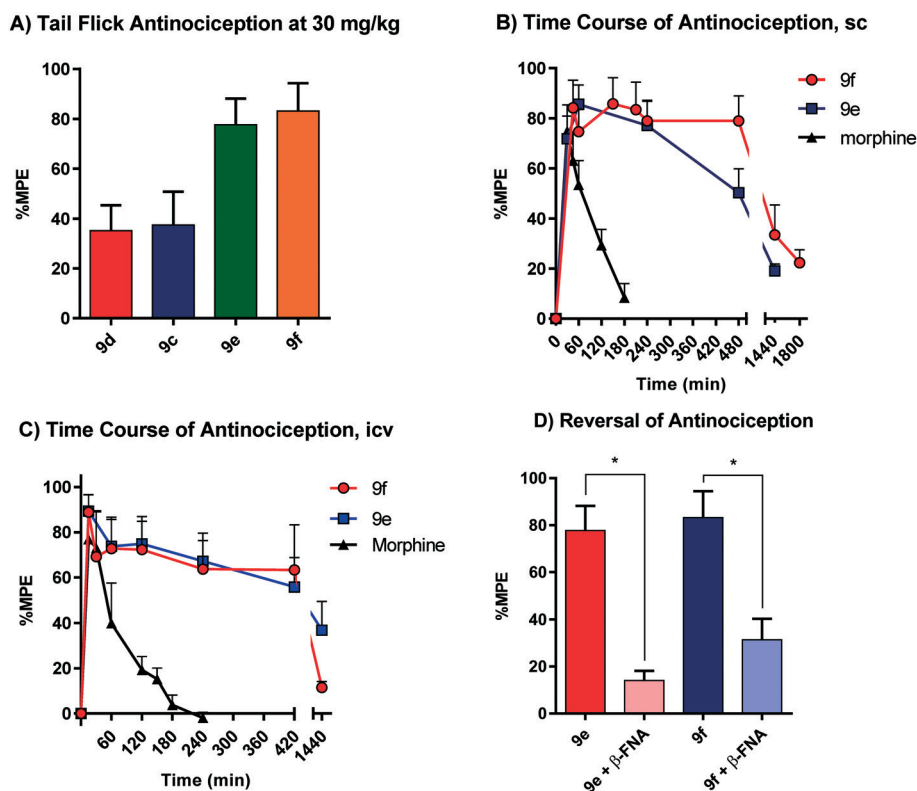 A) Tail Flick Antinociception at 30 mg/kg
100
80
60
40
20
0
%MPE
9d
9c
9e
9f
B) Time Course of Antinociception, sc
100
80
60
40
20
0
%MPE
0
60
120
180
240
300
360
420
480
1440
1800
Time (min)
9f
9e
morphine
C) Time Course of Antinociception, icv
100
80
60
40
20
0
%MPE
60
120
180
240
300
360
420
1440
Time (min)
9f
9e
Morphine
D) Reversal of Antinociception
100
80
60
40
20
0
%MPE
*
*
9e
9e + β-FNA
9f
9f + β-FNA